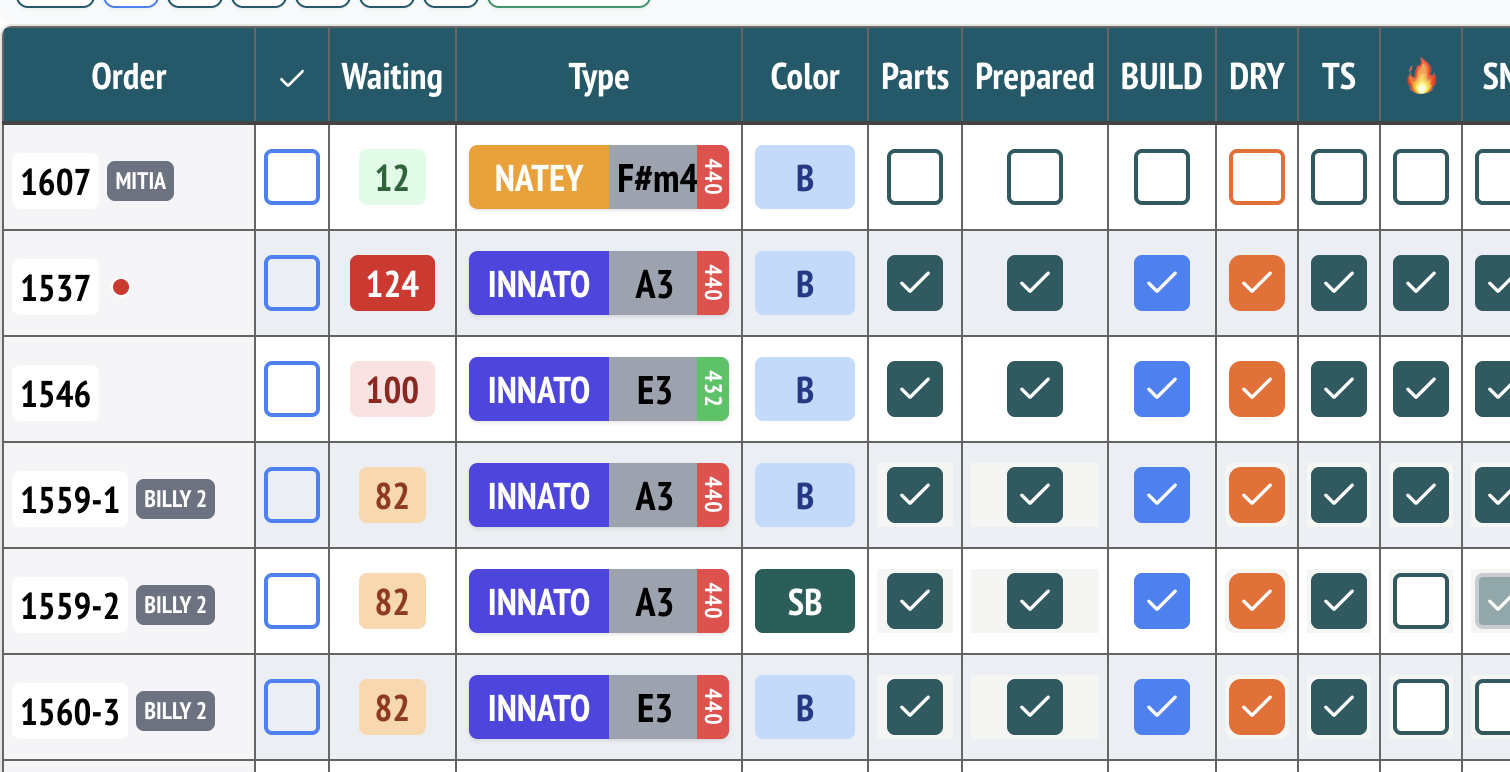 Order ✓ Waiting Type Color Parts Prepared BUILD DRY TS 🔥 SN
1607 MITIA 12 NATEY F#m4 440 B
1537 124 INNATO A3 440 B
1546 100 INNATO E3 432 B
1559-1 BILLY 2 82 INNATO A3 440 B
1559-2 BILLY 2 82 INNATO A3 440 SB
1560-3 BILLY 2 82 INNATO E3 440 B